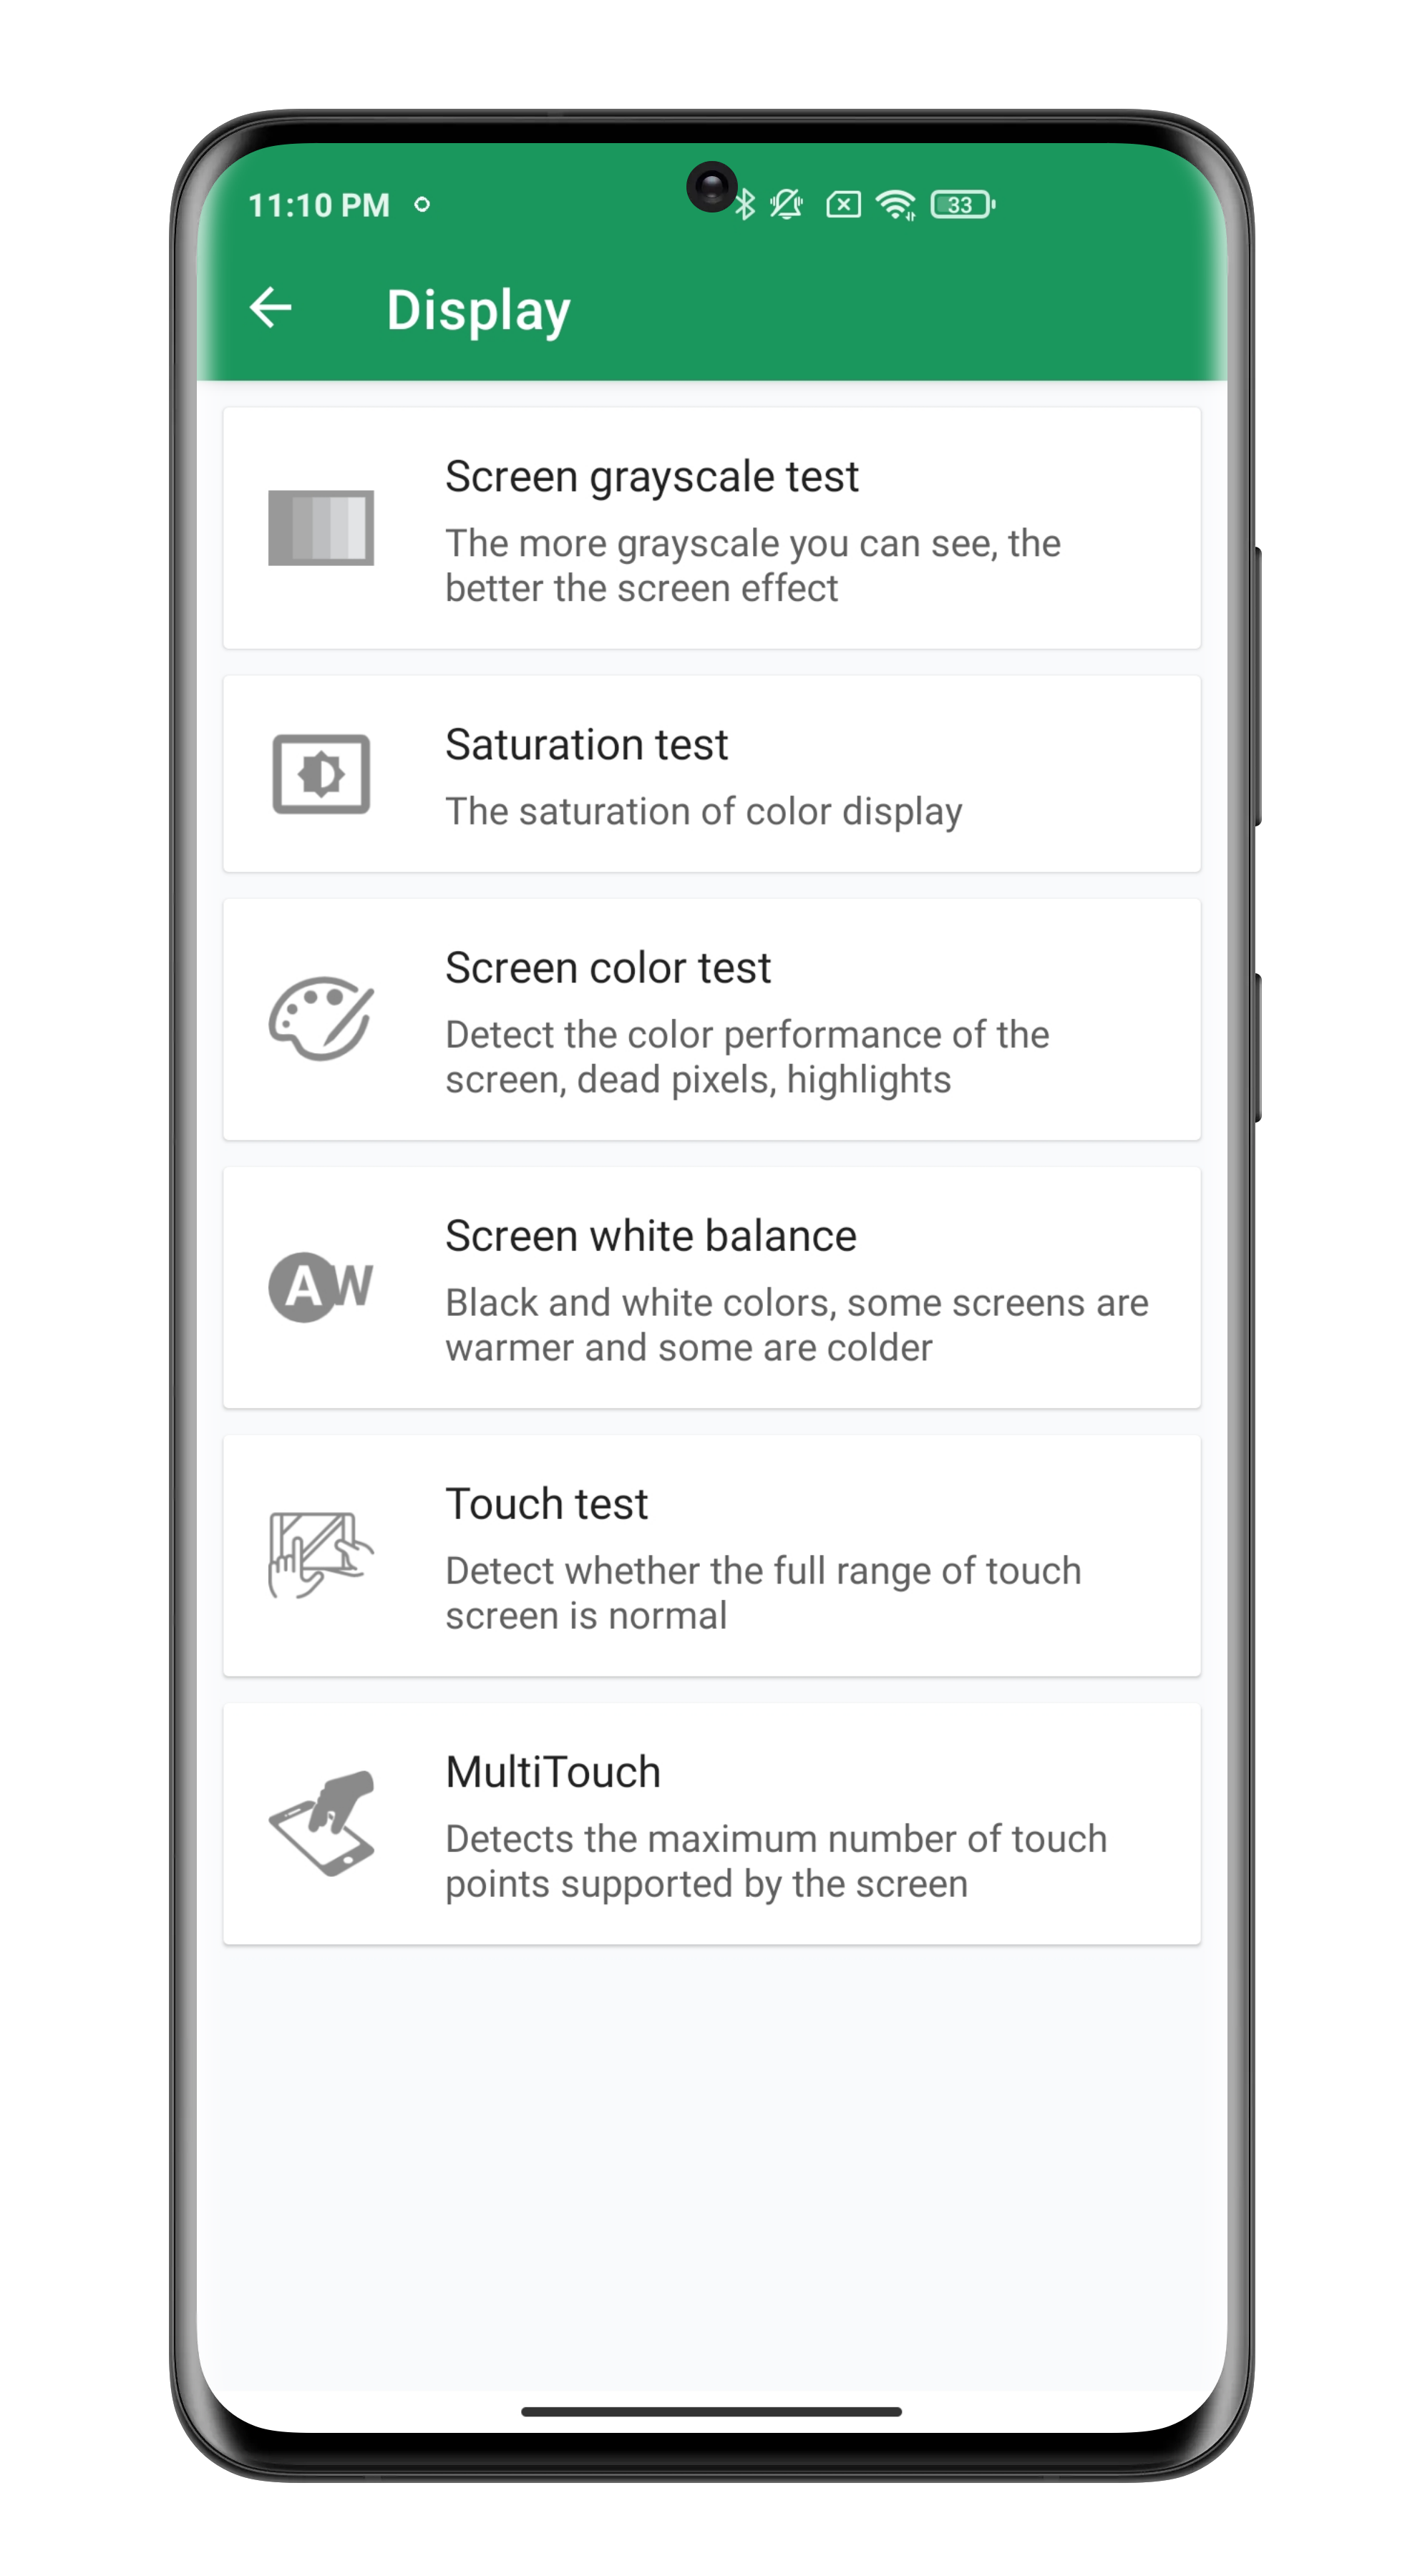 11:10 PM
33
Display
Screen grayscale test
The more grayscale you can see, the
better the screen effect
Saturation test
The saturation of color display
Screen color test
Detect the color performance of the
screen, dead pixels, highlights
AW
Screen white balance
Black and white colors, some screens are
warmer and some are colder
Touch test
Detect whether the full range of touch
screen is normal
MultiTouch
Detects the maximum number of touch
points supported by the screen